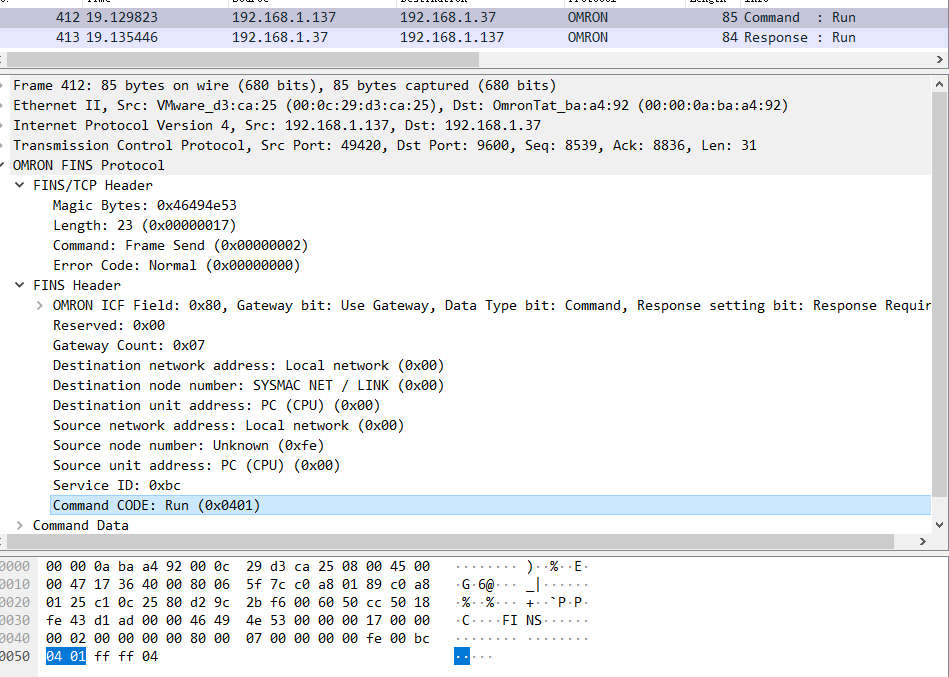 412 19.129823 192.168.1.137 192.168.1.37 OMRON 85 Command : Run
413 19.135446 192.168.1.37 192.168.1.137 OMRON 84 Response : Run
Frame 412: 85 bytes on wire (680 bits), 85 bytes captured (680 bits)
Ethernet II, Src: VMware_d3:ca:25 (00:0c:29:d3:ca:25), Dst: OmronTat_ba:a4:92 (00:00:0a:ba:a4:92)
Internet Protocol Version 4, Src: 192.168.1.137, Dst: 192.168.1.37
Transmission Control Protocol, Src Port: 49420, Dst Port: 9600, Seq: 8539, Ack: 8836, Len: 31
OMRON FINS Protocol
FINS/TCP Header
Magic Bytes: 0x46494e53
Length: 23 (0x00000017)
Command: Frame Send (0x00000002)
Error Code: Normal (0x00000000)
FINS Header
OMRON ICF Field: 0x80, Gateway bit: Use Gateway, Data Type bit: Command, Response setting bit: Response Requir
Reserved: 0x00
Gateway Count: 0x07
Destination network address: Local network (0x00)
Destination node number: SYSMAC NET / LINK (0x00)
Destination unit address: PC (CPU) (0x00)
Source network address: Local network (0x00)
Source node number: Unknown (0xfe)
Source unit address: PC (CPU) (0x00)
Service ID: 0xbc
Command CODE: Run (0x0401)
Command Data
0000 00 00 0a ba a4 92 00 0c 29 d3 ca 25 08 00 45 00 ········ )··%··E·
0010 00 47 17 36 40 00 80 06 5f 7c c0 a8 01 89 c0 a8 ·G·6@··· _|······
0020 01 25 c1 0c 25 80 d2 9c 2b f6 00 60 50 cc 50 18 ·%··%··· +··`P·P·
0030 fe 43 d1 ad 00 00 46 49 4e 53 00 00 00 17 00 00 ·C····FI NS······
0040 00 02 00 00 00 00 80 00 07 00 00 00 00 fe 00 bc ········ ········
0050 04 01 ff ff 04 ·····